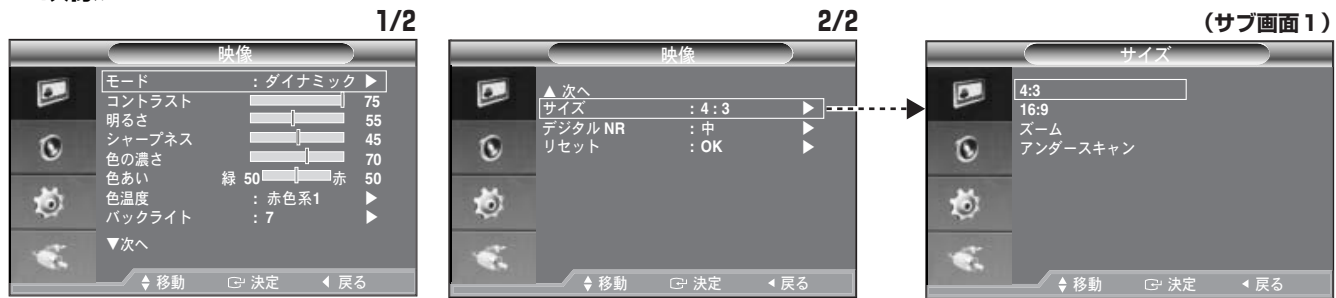 1/2
映像
モード : ダイナミック ▶
コントラスト 75
明るさ 55
シャープネス 45
色の濃さ 70
色あい 緑 50 赤 50
色温度 : 赤色系1 ▶
バックライト : 7 ▶
▼次へ
移動 決定 ◀ 戻る
2/2
映像
▲ 次へ
サイズ : 4 : 3 ▶
デジタル NR : 中 ▶
リセット : OK ▶
移動 決定 ◀ 戻る
(サブ画面1)
サイズ
4:3
16:9
ズーム
アンダースキャン
移動 決定 ◀ 戻る